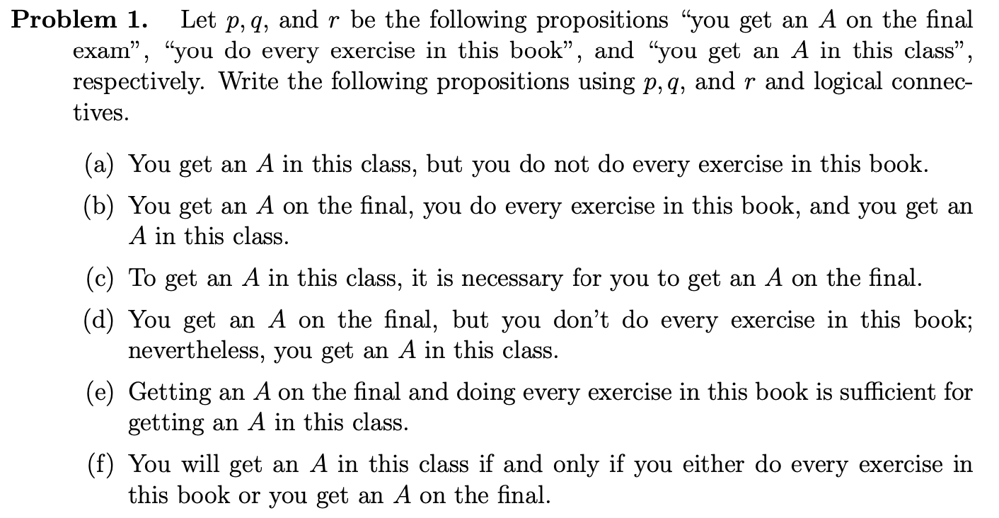 Problem 1. Let p, q, and r be the following propositions “you get an A on the final
exam”, “you do every exercise in this book”, and “you get an A in this class”,
respectively. Write the following propositions using p, q, and r and logical connec-
tives.
(a) You get an A in this class, but you do not do every exercise in this book.
(b) You get an A on the final, you do every exercise in this book, and you get an
A in this class.
(c) To get an A in this class, it is necessary for you to get an A on the final.
(d) You get an A on the final, but you don’t do every exercise in this book;
nevertheless, you get an A in this class.
(e) Getting an A on the final and doing every exercise in this book is sufficient for
getting an A in this class.
(f) You will get an A in this class if and only if you either do every exercise in
this book or you get an A on the final.